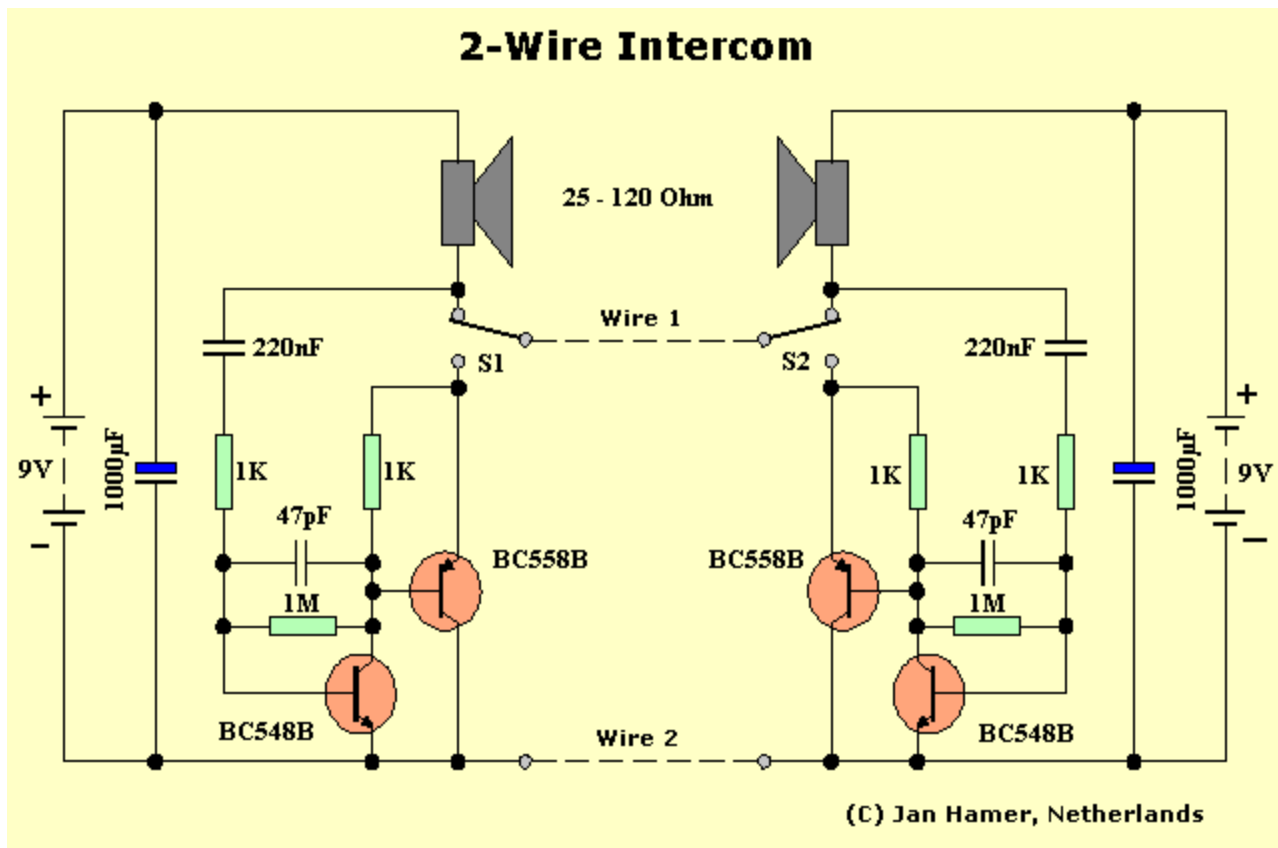 2-Wire Intercom
25 - 120 Ohm
Wire 1
220nF
220nF
S1
S2
+
+
9V
1000µF
1K
1K
1K
1K
1000µF
9V
47pF
47pF
−
−
BC558B
BC558B
1M
1M
BC548B
BC548B
Wire 2
(C) Jan Hamer, Netherlands